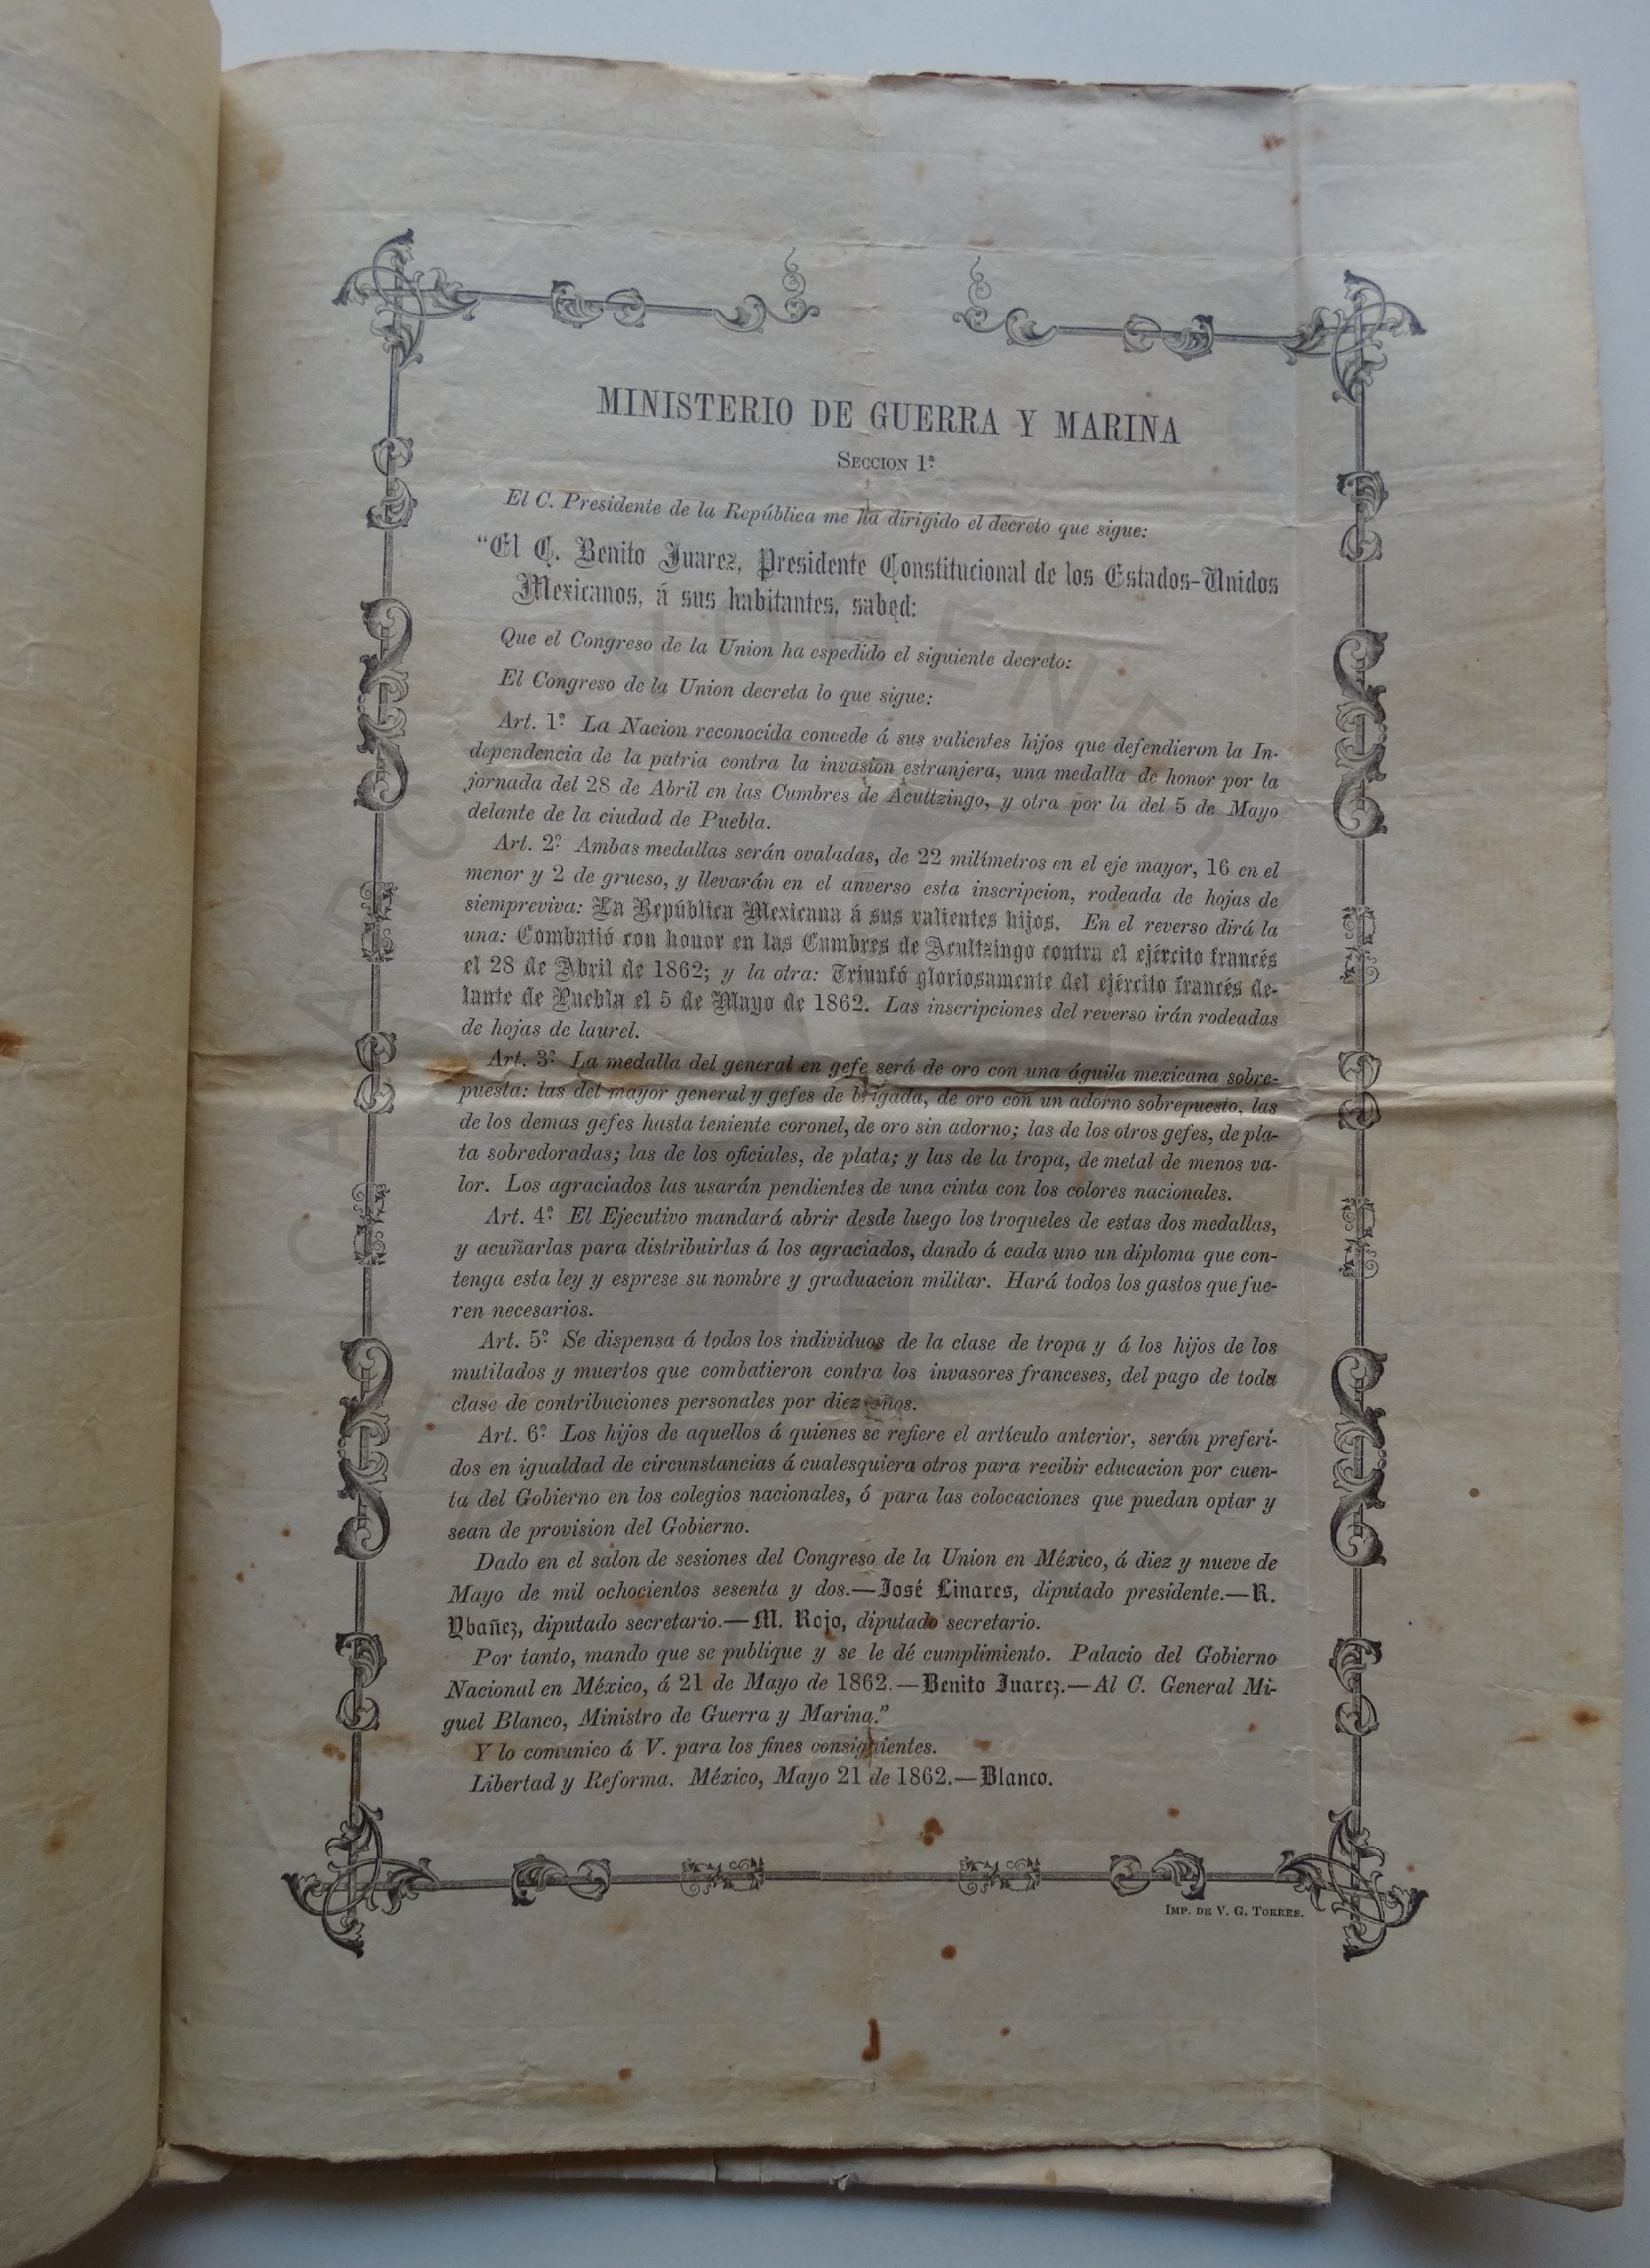 MINISTERIO DE GUERRA Y MARINA
SECCION 1ª
El C. Presidente de la República me ha dirigido el decreto que sigue:
“El C. Benito Juarez, Presidente Constitucional de los Estados-Unidos
Mexicanos, á sus habitantes, sabed:
Que el Congreso de la Union ha espedido el siguiente decreto:
El Congreso de la Union decreta lo que sigue:
Art. 1º La Nacion reconocida concede á sus valientes hijos que defendieron la In-
dependencia de la patria contra la invasion estranjera, una medalla de honor por la
jornada del 28 de Abril en las Cumbres de Acultzingo, y otra por la del 5 de Mayo
delante de la ciudad de Puebla.
Art. 2º Ambas medallas serán ovaladas, de 22 milímetros en el eje mayor, 16 en el
menor y 2 de grueso, y llevarán en el anverso esta inscripcion, rodeada de hojas de
siempreviva: La República Mexicana á sus valientes hijos. En el reverso dirá la
una: Combatió con honor en las Cumbres de Acultzingo contra el ejército francés
el 28 de Abril de 1862; y la otra: Triunfó gloriosamente del ejército francés de-
lante de Puebla el 5 de Mayo de 1862. Las inscripciones del reverso irán rodeadas
de hojas de laurel.
Art. 3º La medalla del general en gefe será de oro con una águila mexicana sobre-
puesta: las del mayor general y gefes de brigada, de oro con un adorno sobrepuesto, las
de los demas gefes hasta teniente coronel, de oro sin adorno; las de los otros gefes, de pla-
ta sobredoradas; las de los oficiales, de plata; y las de la tropa, de metal de menos va-
lor. Los agraciados las usarán pendientes de una cinta con los colores nacionales.
Art. 4º El Ejecutivo mandará abrir desde luego los troqueles de estas dos medallas,
y acuñarlas para distribuirlas á los agraciados, dando á cada uno un diploma que con-
tenga esta ley y esprese su nombre y graduacion militar. Hará todos los gastos que fue-
ren necesarios.
Art. 5º Se dispensa á todos los individuos de la clase de tropa y á los hijos de los
mutilados y muertos que combatieron contra los invasores franceses, del pago de toda
clase de contribuciones personales por diez años.
Art. 6º Los hijos de aquellos á quienes se refiere el artículo anterior, serán preferi-
dos en igualdad de circunstancias á cualesquiera otros para recibir educacion por cuen-
ta del Gobierno en los colegios nacionales, ó para las colocaciones que puedan optar y
sean de provision del Gobierno.
Dado en el salon de sesiones del Congreso de la Union en México, á diez y nueve de
Mayo de mil ochocientos sesenta y dos.—José Linares, diputado presidente.—R.
Ybañez, diputado secretario.—M. Rojo, diputado secretario.
Por tanto, mando que se publique y se le dé cumplimiento. Palacio del Gobierno
Nacional en México, á 21 de Mayo de 1862.—Benito Juarez.—Al C. General Mi-
guel Blanco, Ministro de Guerra y Marina.”
Y lo comunico á V. para los fines consiguientes.
Libertad y Reforma. México, Mayo 21 de 1862.—Blanco.
IMP. DE V. G. TORRES.